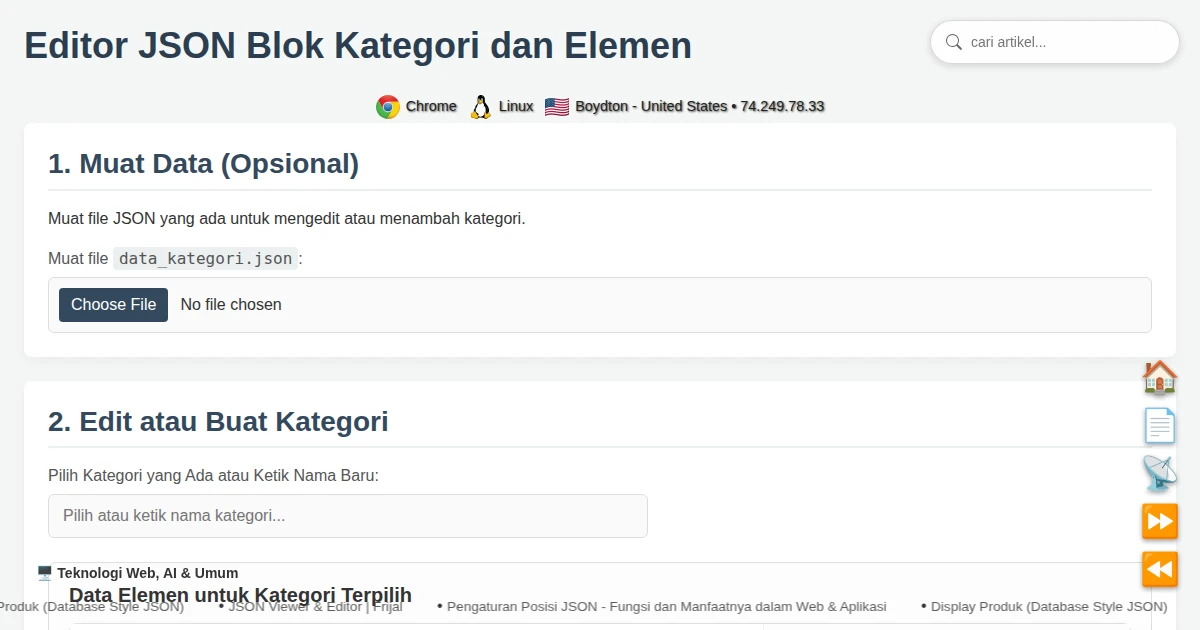 Editor JSON Blok Kategori dan Elemen
cari artikel...
Chrome Linux Boydton - United States • 74.249.78.33
1. Muat Data (Opsional)
Muat file JSON yang ada untuk mengedit atau menambah kategori.
Muat file data_kategori.json:
Choose File No file chosen
2. Edit atau Buat Kategori
Pilih Kategori yang Ada atau Ketik Nama Baru:
Pilih atau ketik nama kategori...
Teknologi Web, AI & Umum
Data Elemen untuk Kategori Terpilih
Produk (Database Style JSON) • JSON Viewer & Editor | Frijal • Pengaturan Posisi JSON - Fungsi dan Manfaatnya dalam Web & Aplikasi • Display Produk (Database Style JSON)